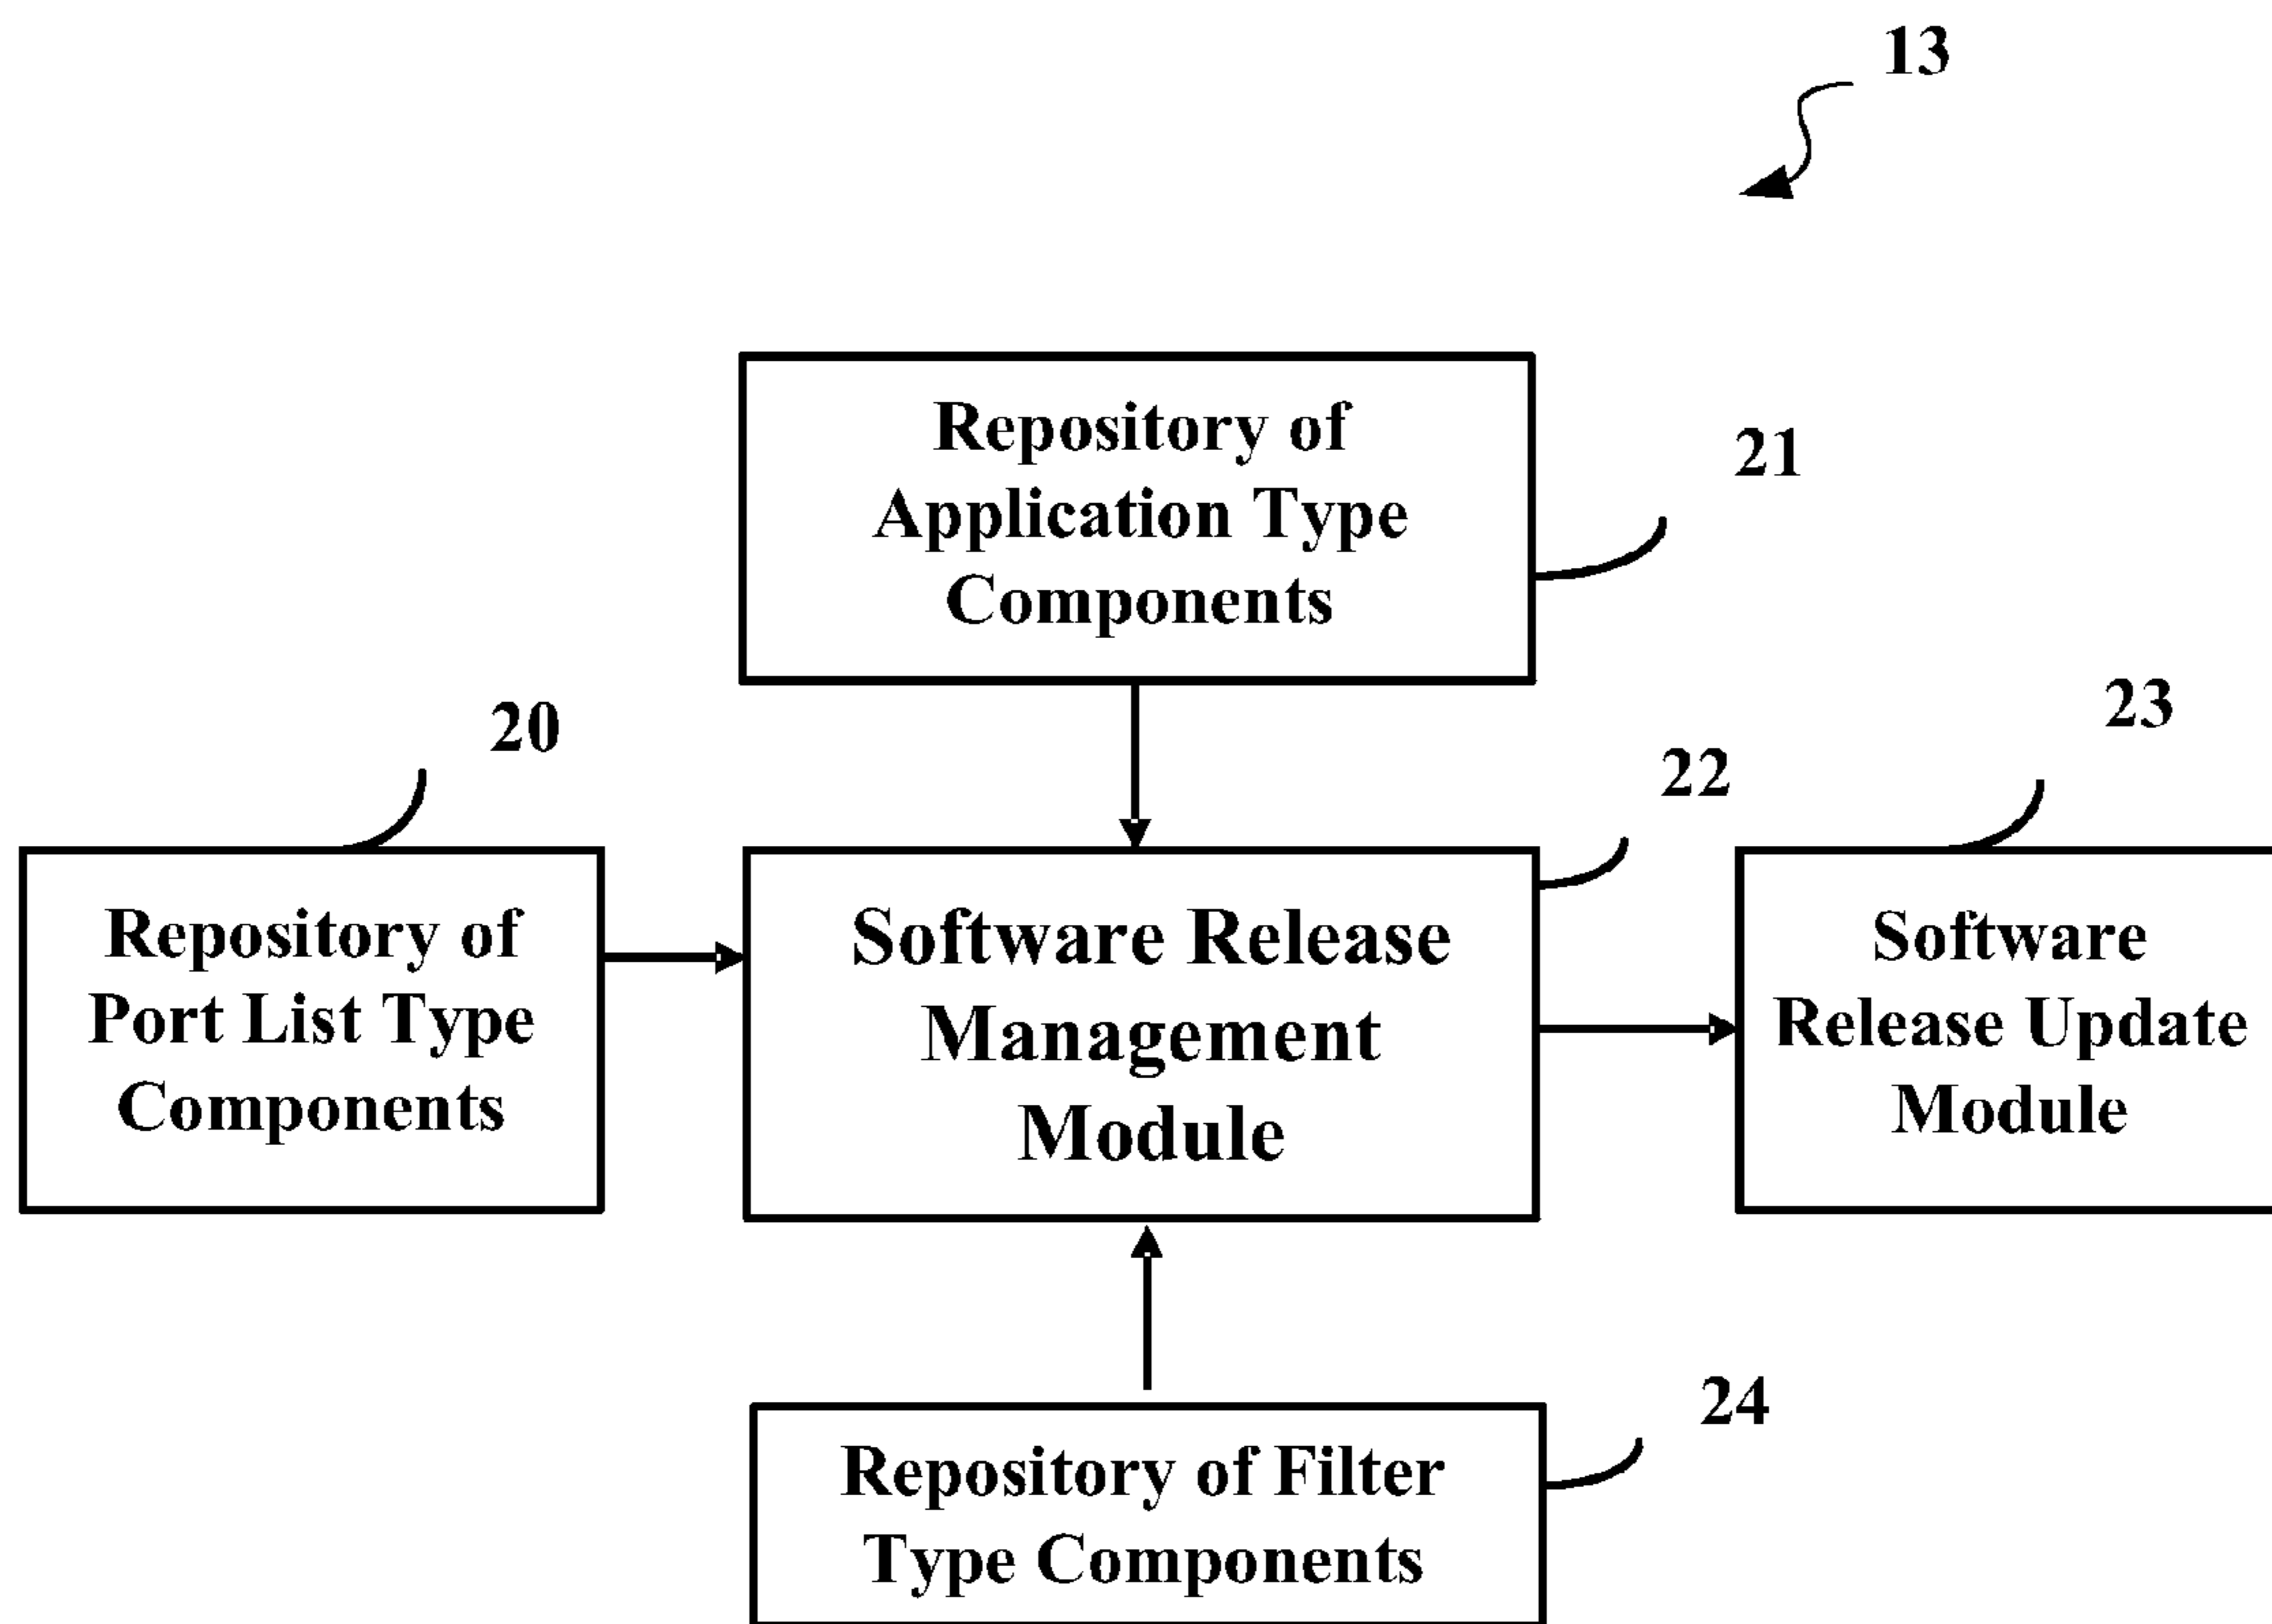 13
Repository of
Application Type
Components
21
20
Repository of
Port List Type
Components
22
Software Release
Management
Module
23
Software
Release Update
Module
24
Repository of Filter
Type Components